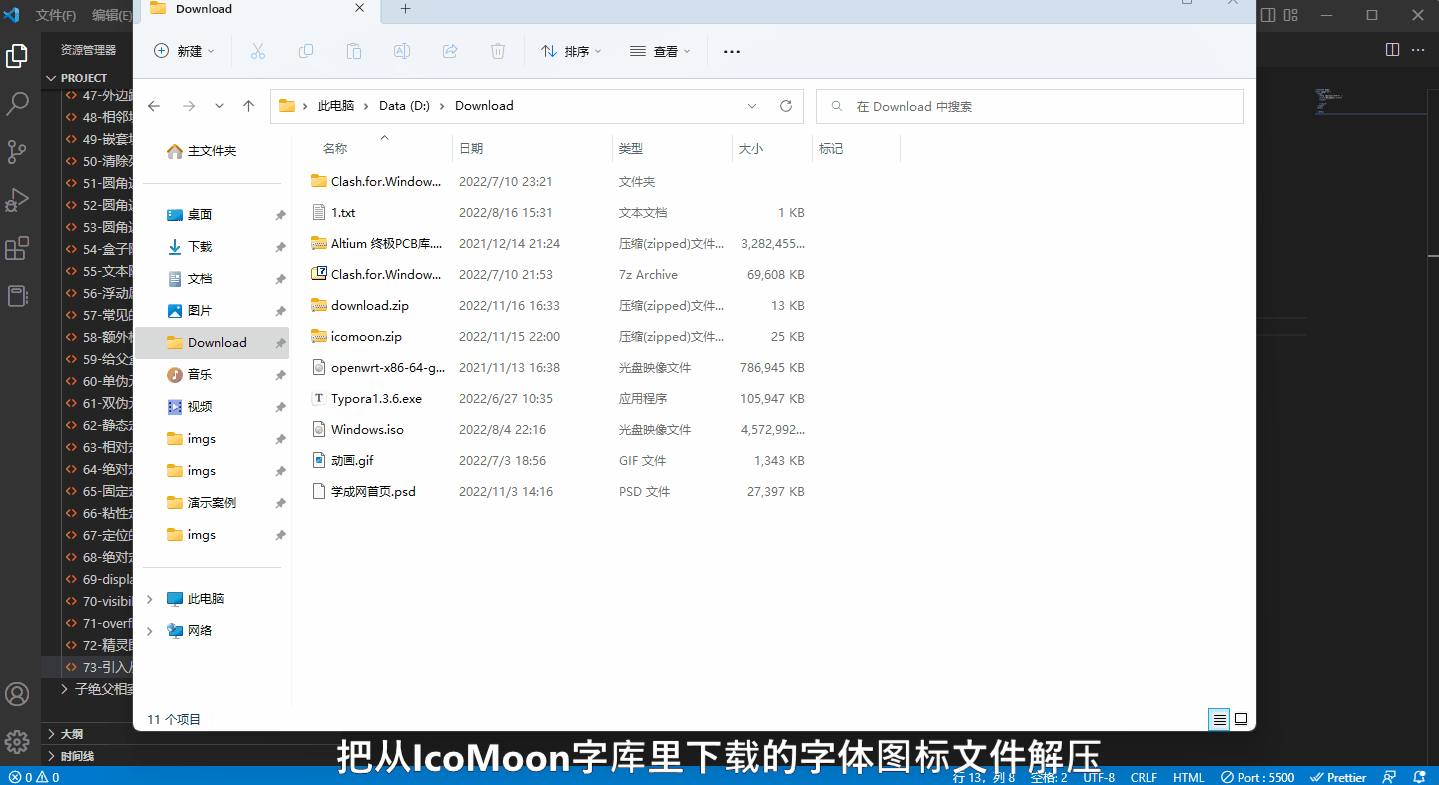 文件(F) 编辑(E)
Download
资源管理器
新建
排序
查看
PROJECT
此电脑 Data (D:) Download
在 Download 中搜索
47-外边
48-相邻
49-嵌套
50-清除
51-圆角
52-圆角
53-圆角
54-盒子
55-文本
56-浮动
57-常见的
58-额外
59-给父
60-单伪
61-双伪
62-静态
63-相对
64-绝对
65-固定
66-粘性
67-定位的
68-绝对
69-displa
70-visibil
71-overfl
72-精灵图
73-引入
子绝父相案
大纲
时间线
主文件夹
桌面
下载
文档
图片
Download
音乐
视频
imgs
imgs
演示案例
imgs
此电脑
网络
名称 日期 类型 大小 标记
Clash.for.Window... 2022/7/10 23:21 文件夹
1.txt 2022/8/16 15:31 文本文档 1 KB
Altium 终极PCB库.... 2021/12/14 21:24 压缩(zipped)文件... 3,282,455...
Clash.for.Window... 2022/7/10 21:53 7z Archive 69,608 KB
download.zip 2022/11/16 16:33 压缩(zipped)文件... 13 KB
icomoon.zip 2022/11/15 22:00 压缩(zipped)文件... 25 KB
openwrt-x86-64-g... 2021/11/13 16:38 光盘映像文件 786,945 KB
Typora1.3.6.exe 2022/6/27 10:35 应用程序 105,947 KB
Windows.iso 2022/8/4 22:16 光盘映像文件 4,572,992...
动画.gif 2022/7/3 18:56 GIF 文件 1,343 KB
学成网首页.psd 2022/11/3 14:16 PSD 文件 27,397 KB
11 个项目
把从IcoMoon字库里下载的字体图标文件解压
0 0 行 13，列 8 空格: 2 UTF-8 CRLF HTML Port : 5500 Prettier